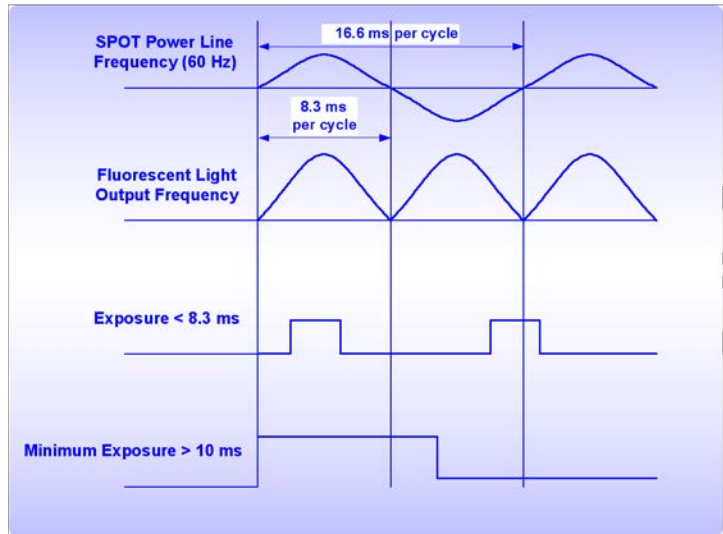 SPOT Power Line
Frequency (60 Hz)
16.6 ms per cycle
8.3 ms
per cycle
Fluorescent Light
Output Frequency
Exposure < 8.3 ms
Minimum Exposure > 10 ms